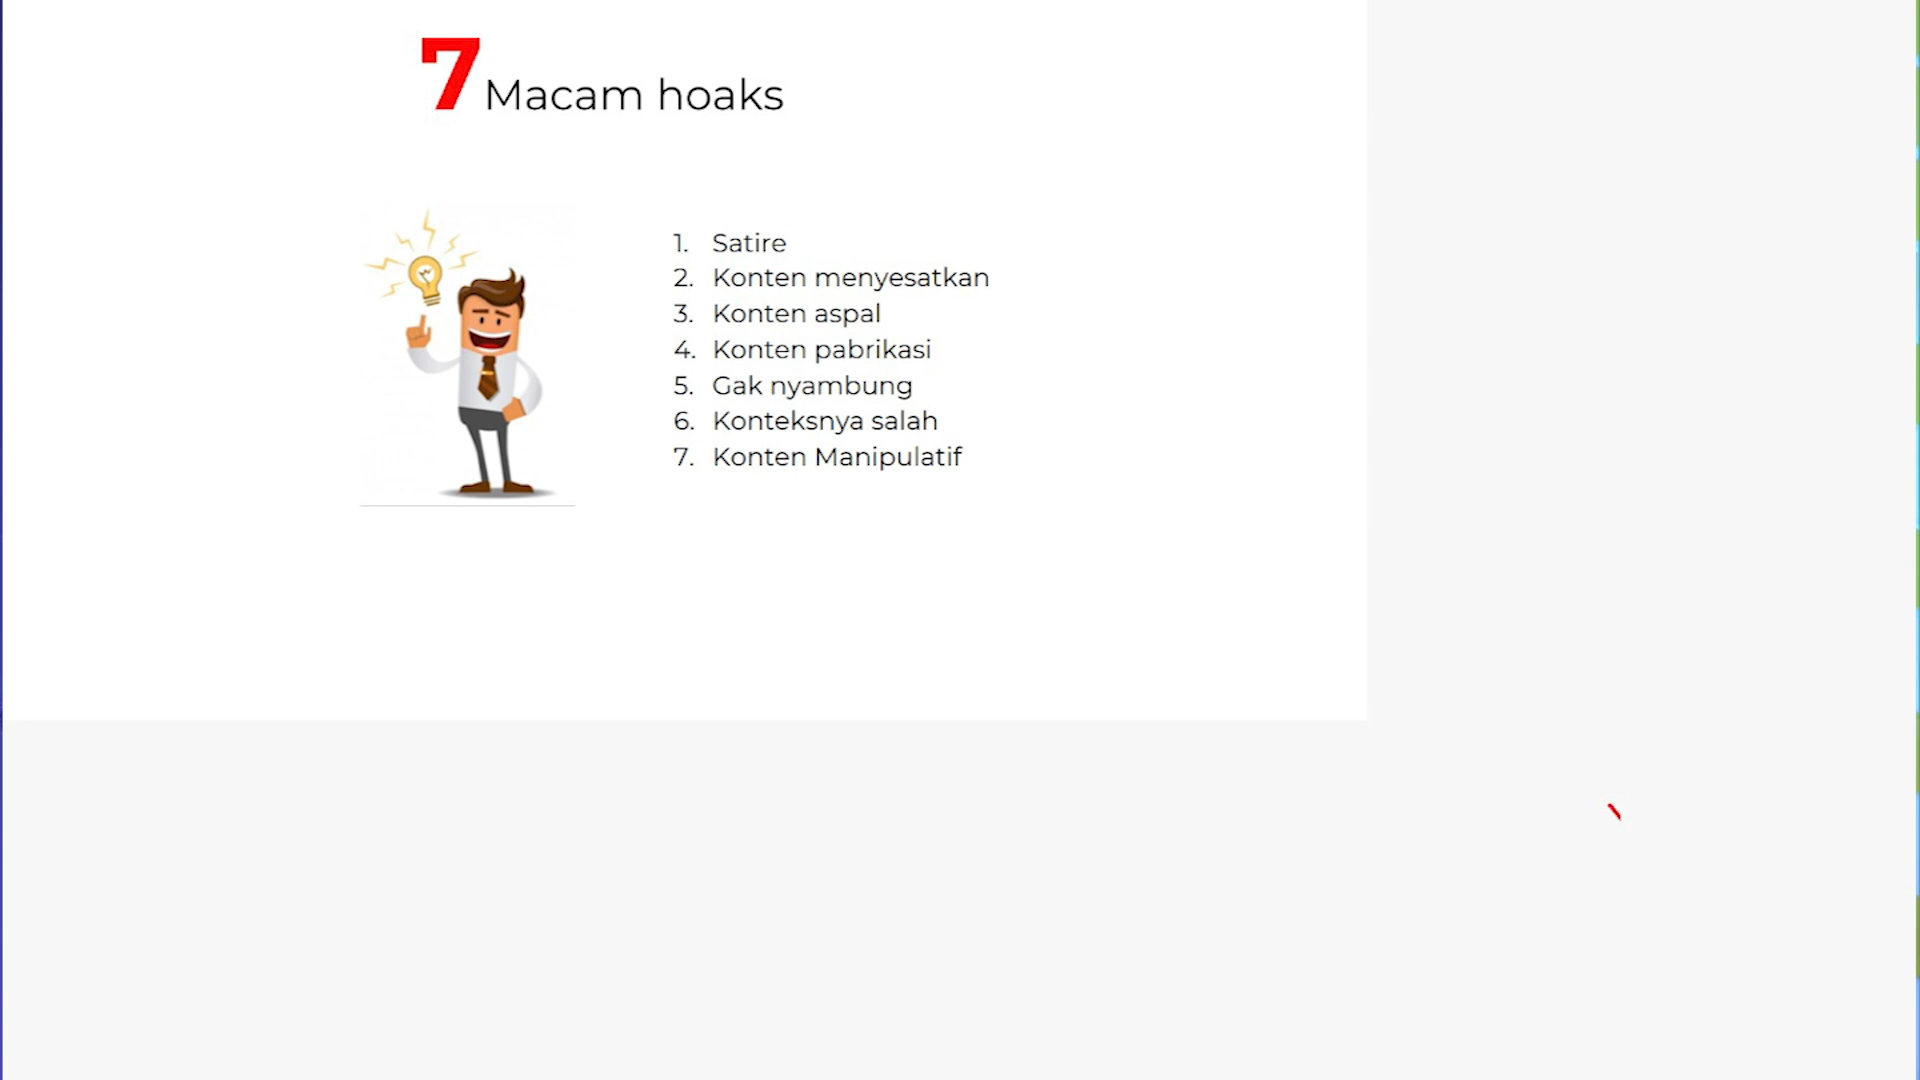 7 Macam hoaks
1. Satire
2. Konten menyesatkan
3. Konten aspal
4. Konten pabrikasi
5. Gak nyambung
6. Konteksnya salah
7. Konten Manipulatif